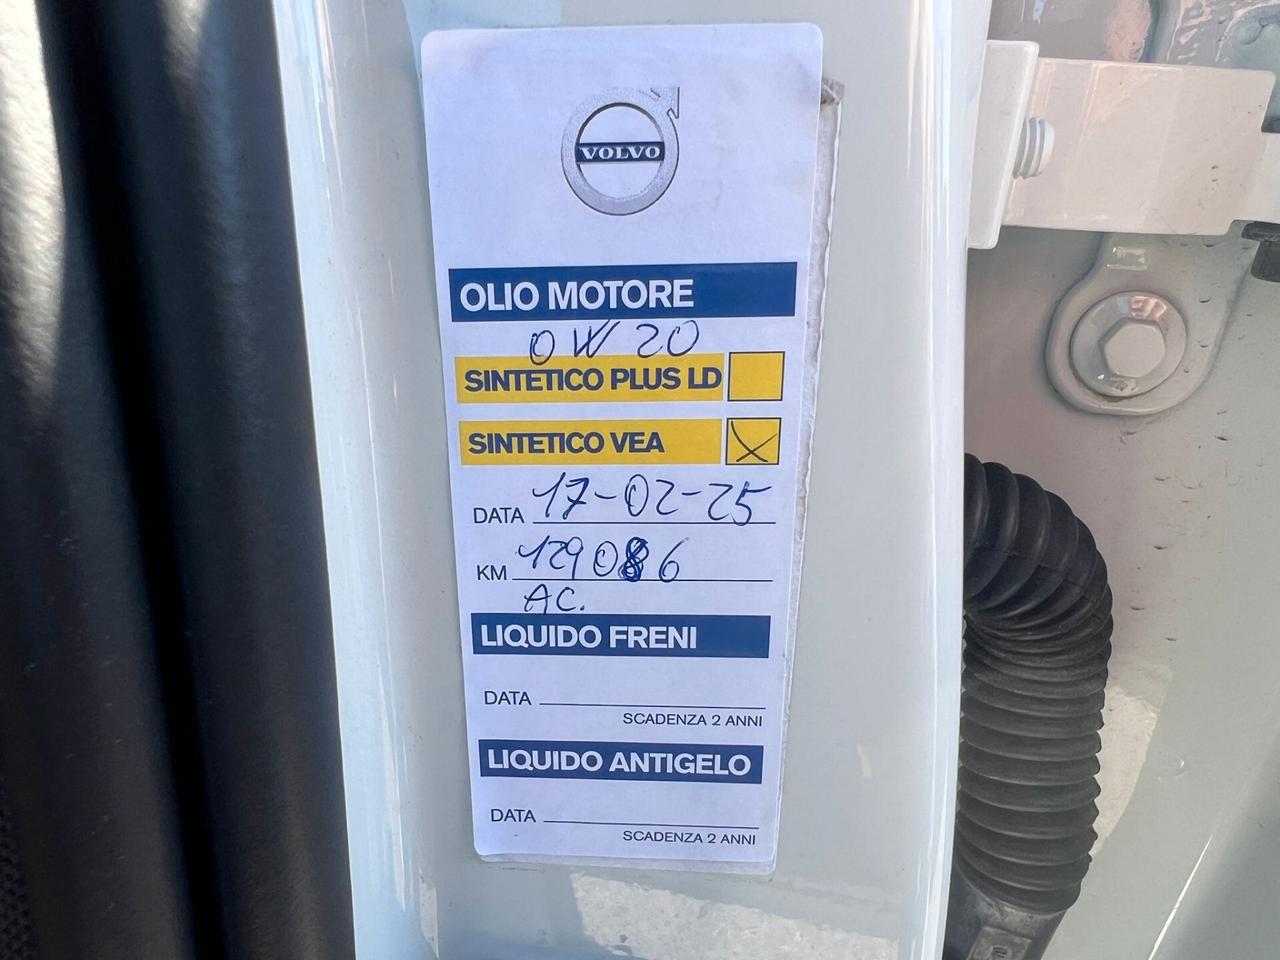 VOLVO
OLIO MOTORE
0W20
SINTETICO PLUS LD
SINTETICO VEA
DATA 17-02-25
KM 129086
AC.
LIQUIDO FRENI
DATA
SCADENZA 2 ANNI
LIQUIDO ANTIGELO
DATA
SCADENZA 2 ANNI